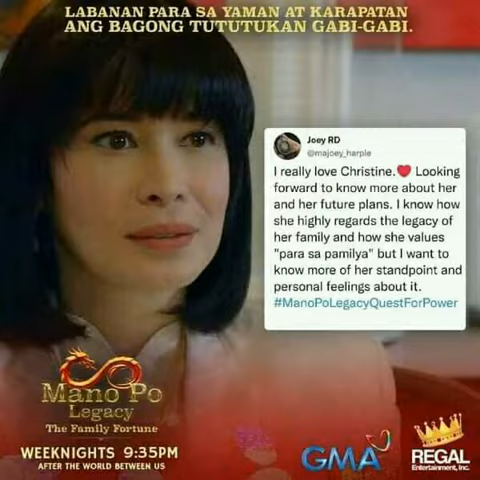 LABANAN PARA SA YAMAN AT KARAPATAN
ANG BAGONG TUTUTUKAN GABI-GABI.
Joey RD
@majoey_harple
I really love Christine.❤ Looking
forward to know more about her
and her future plans. I know how
she highly regards the legacy of
her family and how she values
"para sa pamilya" but I want to
know more of her standpoint and
personal feelings about it.
#ManoPoLegacyQuestForPower
Mano Po
Legacy
The Family Fortune
WEEKNIGHTS 9:35PM
AFTER THE WORLD BETWEEN US
GMA
REGAL
Entertainment, Inc.